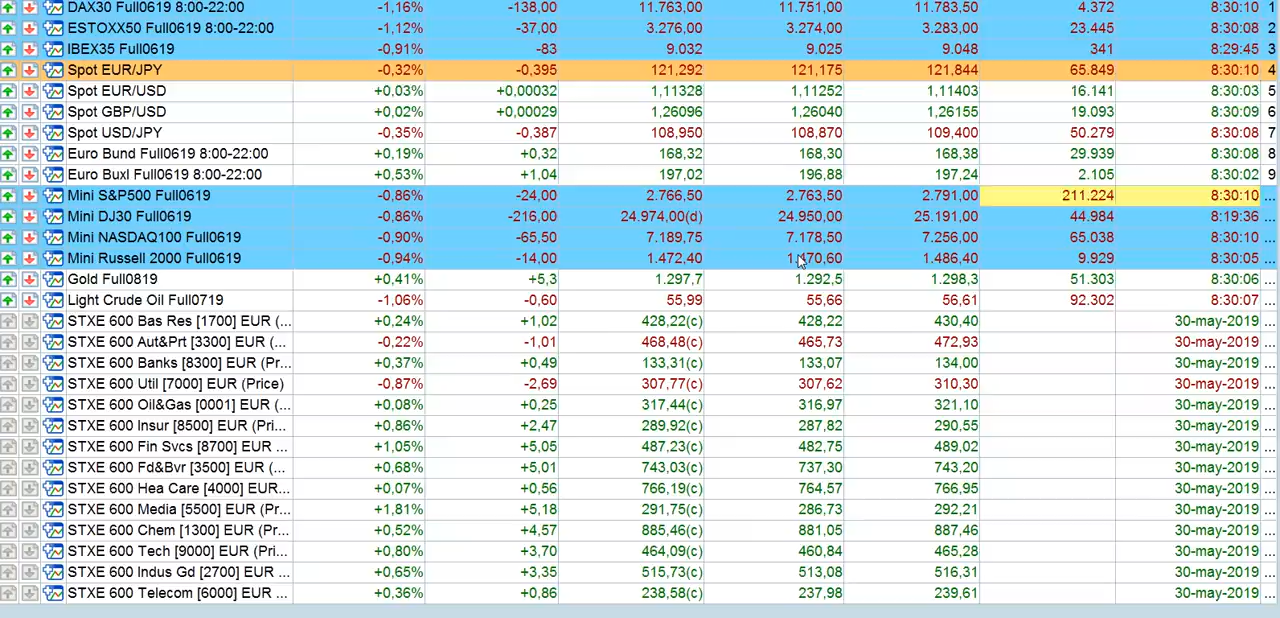 DAX30 Full0619 8:00-22:00 -1,16% -138,00 11.763,00 11.751,00 11.783,50 4.372 8:30:10 1
ESTOXX50 Full0619 8:00-22:00 -1,12% -37,00 3.276,00 3.274,00 3.283,00 23.445 8:30:08 2
IBEX35 Full0619 -0,91% -83 9.032 9.025 9.048 341 8:29:45 3
Spot EUR/JPY -0,32% -0,395 121,292 121,175 121,844 65.849 8:30:10 4
Spot EUR/USD +0,03% +0,00032 1,11328 1,11252 1,11403 16.141 8:30:03 5
Spot GBP/USD +0,02% +0,00029 1,26096 1,26040 1,26155 19.093 8:30:09 6
Spot USD/JPY -0,35% -0,387 108,950 108,870 109,400 50.279 8:30:08 7
Euro Bund Full0619 8:00-22:00 +0,19% +0,32 168,32 168,30 168,38 29.939 8:30:08 8
Euro Buxl Full0619 8:00-22:00 +0,53% +1,04 197,02 196,88 197,24 2.105 8:30:02 9
Mini S&P500 Full0619 -0,86% -24,00 2.766,50 2.763,50 2.791,00 211.224 8:30:10 ...
Mini DJ30 Full0619 -0,86% -216,00 24.974,00(d) 24.950,00 25.191,00 44.984 8:19:36 ...
Mini NASDAQ100 Full0619 -0,90% -65,50 7.189,75 7.178,50 7.256,00 65.038 8:30:10 ...
Mini Russell 2000 Full0619 -0,94% -14,00 1.472,40 1.470,60 1.486,40 9.929 8:30:05 ...
Gold Full0819 +0,41% +5,3 1.297,7 1.292,5 1.298,3 51.303 8:30:06 ...
Light Crude Oil Full0719 -1,06% -0,60 55,99 55,66 56,61 92.302 8:30:07 ...
STXE 600 Bas Res [1700] EUR (... +0,24% +1,02 428,22(c) 428,22 430,40 30-may-2019 ...
STXE 600 Aut&Prt [3300] EUR (... -0,22% -1,01 468,48(c) 465,73 472,93 30-may-2019 ...
STXE 600 Banks [8300] EUR (Pr... +0,37% +0,49 133,31(c) 133,07 134,00 30-may-2019 ...
STXE 600 Util [7000] EUR (Price) -0,87% -2,69 307,77(c) 307,62 310,30 30-may-2019 ...
STXE 600 Oil&Gas [0001] EUR (... +0,08% +0,25 317,44(c) 316,97 321,10 30-may-2019 ...
STXE 600 Insur [8500] EUR (Pri... +0,86% +2,47 289,92(c) 287,82 290,55 30-may-2019 ...
STXE 600 Fin Svcs [8700] EUR ... +1,05% +5,05 487,23(c) 482,75 489,02 30-may-2019 ...
STXE 600 Fd&Bvr [3500] EUR (... +0,68% +5,01 743,03(c) 737,30 743,20 30-may-2019 ...
STXE 600 Hea Care [4000] EUR... +0,07% +0,56 766,19(c) 764,57 766,95 30-may-2019 ...
STXE 600 Media [5500] EUR (Pr... +1,81% +5,18 291,75(c) 286,73 292,21 30-may-2019 ...
STXE 600 Chem [1300] EUR (Pr... +0,52% +4,57 885,46(c) 881,05 887,46 30-may-2019 ...
STXE 600 Tech [9000] EUR (Pri... +0,80% +3,70 464,09(c) 460,84 465,28 30-may-2019 ...
STXE 600 Indus Gd [2700] EUR ... +0,65% +3,35 515,73(c) 513,08 516,31 30-may-2019 ...
STXE 600 Telecom [6000] EUR ... +0,36% +0,86 238,58(c) 237,98 239,61 30-may-2019 ...